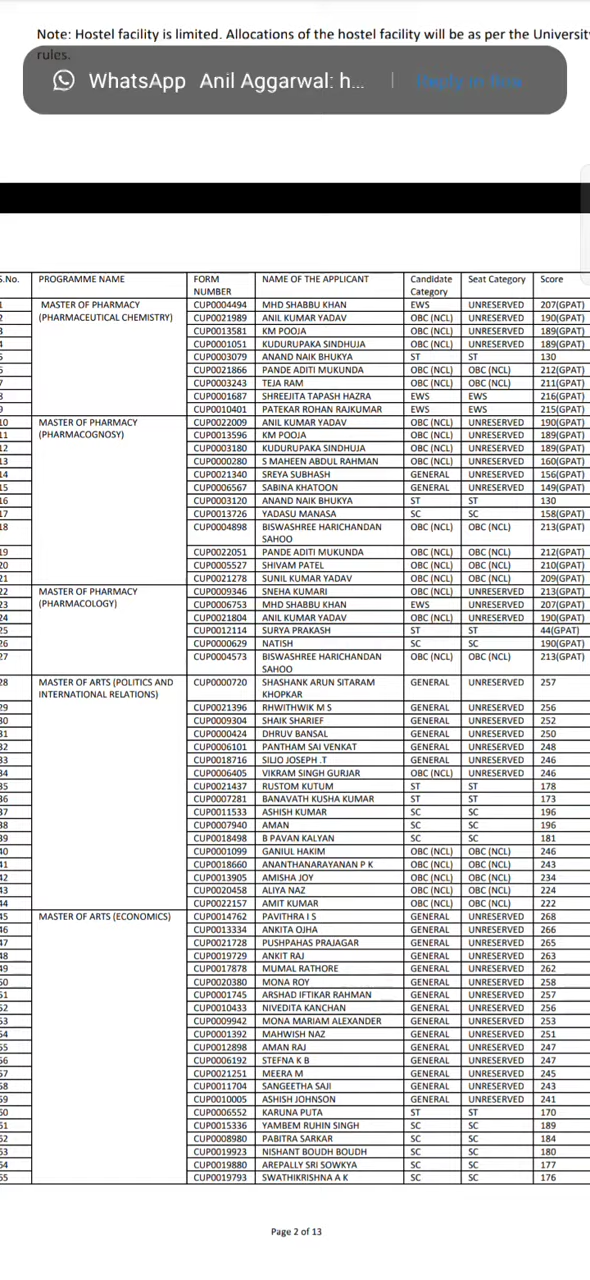 Note: Hostel facility is limited. Allocations of the hostel facility will be as per the Universit
rules.
WhatsApp Anil Aggarwal: h... | Reply in Box
S.No. PROGRAMME NAME FORM NUMBER NAME OF THE APPLICANT Candidate Category Seat Category Score
1 MASTER OF PHARMACY (PHARMACEUTICAL CHEMISTRY) CUP0004494 MHD SHABBU KHAN EWS UNRESERVED 207(GPAT)
2 CUP0021989 ANIL KUMAR YADAV OBC (NCL) UNRESERVED 190(GPAT)
3 CUP0013581 KM POOJA OBC (NCL) UNRESERVED 189(GPAT)
4 CUP0001051 KUDURUPAKA SINDHUJA OBC (NCL) UNRESERVED 189(GPAT)
5 CUP0003079 ANAND NAIK BHUKYA ST ST 130
6 CUP0021866 PANDE ADITI MUKUNDA OBC (NCL) OBC (NCL) 212(GPAT)
7 CUP0003243 TEJA RAM OBC (NCL) OBC (NCL) 211(GPAT)
8 CUP0001687 SHREEJITA TAPASH HAZRA EWS EWS 216(GPAT)
9 CUP0010401 PATEKAR ROHAN RAJKUMAR EWS EWS 215(GPAT)
10 MASTER OF PHARMACY (PHARMACOGNOSY) CUP0022009 ANIL KUMAR YADAV OBC (NCL) UNRESERVED 190(GPAT)
11 CUP0013596 KM POOJA OBC (NCL) UNRESERVED 189(GPAT)
12 CUP0003180 KUDURUPAKA SINDHUJA OBC (NCL) UNRESERVED 189(GPAT)
13 CUP0000280 S MAHEEN ABDUL RAHMAN OBC (NCL) UNRESERVED 160(GPAT)
14 CUP0021340 SREYA SUBHASH GENERAL UNRESERVED 156(GPAT)
15 CUP0006567 SABINA KHATOON GENERAL UNRESERVED 149(GPAT)
16 CUP0003120 ANAND NAIK BHUKYA ST ST 130
17 CUP0013726 YADASU MANASA SC SC 158(GPAT)
18 CUP0004898 BISWASHREE HARICHANDAN SAHOO OBC (NCL) OBC (NCL) 213(GPAT)
19 CUP0022051 PANDE ADITI MUKUNDA OBC (NCL) OBC (NCL) 212(GPAT)
20 CUP0005527 SHIVAM PATEL OBC (NCL) OBC (NCL) 210(GPAT)
21 CUP0021278 SUNIL KUMAR YADAV OBC (NCL) OBC (NCL) 209(GPAT)
22 MASTER OF PHARMACY (PHARMACOLOGY) CUP0009346 SNEHA KUMARI OBC (NCL) UNRESERVED 213(GPAT)
23 CUP0006753 MHD SHABBU KHAN EWS UNRESERVED 207(GPAT)
24 CUP0021804 ANIL KUMAR YADAV OBC (NCL) UNRESERVED 190(GPAT)
25 CUP0012114 SURYA PRAKASH ST ST 44(GPAT)
26 CUP0000629 NATISH SC SC 190(GPAT)
27 CUP0004573 BISWASHREE HARICHANDAN SAHOO OBC (NCL) OBC (NCL) 213(GPAT)
28 MASTER OF ARTS (POLITICS AND INTERNATIONAL RELATIONS) CUP0000720 SHASHANK ARUN SITARAM KHOPKAR GENERAL UNRESERVED 257
29 CUP0021396 RHWITHWIK M S GENERAL UNRESERVED 256
30 CUP0009304 SHAIK SHARIEF GENERAL UNRESERVED 252
31 CUP0000424 DHRUV BANSAL GENERAL UNRESERVED 250
32 CUP0006101 PANTHAM SAI VENKAT GENERAL UNRESERVED 248
33 CUP0018716 SILJO JOSEPH .T GENERAL UNRESERVED 246
34 CUP0006405 VIKRAM SINGH GURJAR OBC (NCL) UNRESERVED 246
35 CUP0021437 RUSTOM KUTUM ST ST 178
36 CUP0007281 BANAVATH KUSHA KUMAR ST ST 173
37 CUP0011533 ASHISH KUMAR SC SC 196
38 CUP0007940 AMAN SC SC 196
39 CUP0018498 B PAVAN KALYAN SC SC 181
40 CUP0001099 GANIUL HAKIM OBC (NCL) OBC (NCL) 246
41 CUP0018660 ANANTHANARAYANAN P K OBC (NCL) OBC (NCL) 243
42 CUP0013905 AMISHA JOY OBC (NCL) OBC (NCL) 234
43 CUP0020458 ALIYA NAZ OBC (NCL) OBC (NCL) 224
44 CUP0022157 AMIT KUMAR OBC (NCL) OBC (NCL) 222
45 MASTER OF ARTS (ECONOMICS) CUP0014762 PAVITHRA I S GENERAL UNRESERVED 268
46 CUP0013334 ANKITA OJHA GENERAL UNRESERVED 266
47 CUP0021728 PUSHPAHAS PRAJAGAR GENERAL UNRESERVED 265
48 CUP0019729 ANKIT RAJ GENERAL UNRESERVED 263
49 CUP0017878 MUMAL RATHORE GENERAL UNRESERVED 262
50 CUP0020380 MONA ROY GENERAL UNRESERVED 258
51 CUP0001745 ARSHAD IFTIKAR RAHMAN GENERAL UNRESERVED 257
52 CUP0010433 NIVEDITA KANCHAN GENERAL UNRESERVED 256
53 CUP0009942 MONA MARIAM ALEXANDER GENERAL UNRESERVED 253
54 CUP0001392 MAHWISH NAZ GENERAL UNRESERVED 251
55 CUP0012898 AMAN RAJ GENERAL UNRESERVED 247
56 CUP0006192 STEFNA K B GENERAL UNRESERVED 247
57 CUP0021251 MEERA M GENERAL UNRESERVED 245
58 CUP0011704 SANGEETHA SAJI GENERAL UNRESERVED 243
59 CUP0010005 ASHISH JOHNSON GENERAL UNRESERVED 241
60 CUP0006552 KARUNA PUTA ST ST 170
61 CUP0015336 YAMBEM RUHIN SINGH SC SC 189
62 CUP0008980 PABITRA SARKAR SC SC 184
63 CUP0019923 NISHANT BOUDH BOUDH SC SC 180
64 CUP0019880 AREPALLY SRI SOWKYA SC SC 177
65 CUP0019793 SWATHIKRISHNA A K SC SC 176
Page 2 of 13